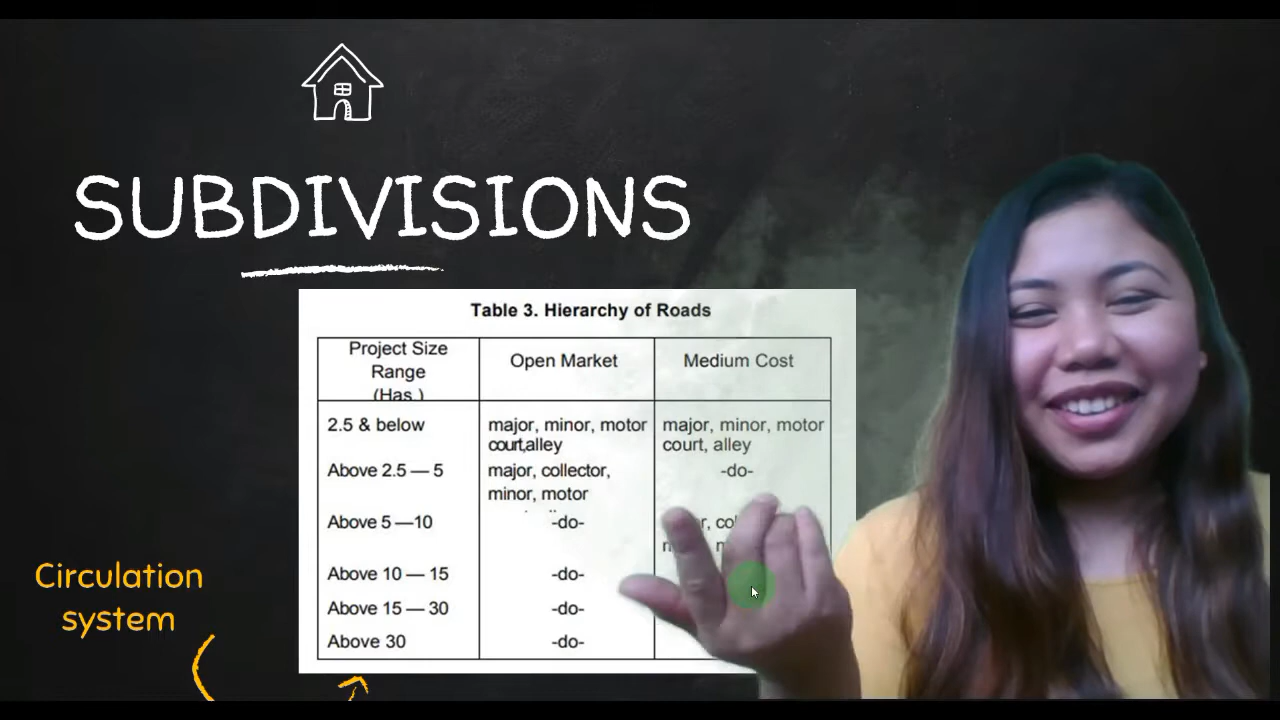 SUBDIVISIONS
Table 3. Hierarchy of Roads
Project Size Range (Has.) Open Market Medium Cost
2.5 & below major, minor, motor court,alley major, minor, motor court, alley
Above 2.5 — 5 major, collector, minor, motor -do-
Above 5 —10 -do-
Above 10 — 15 -do-
Above 15 — 30 -do-
Above 30 -do-
Circulation
system